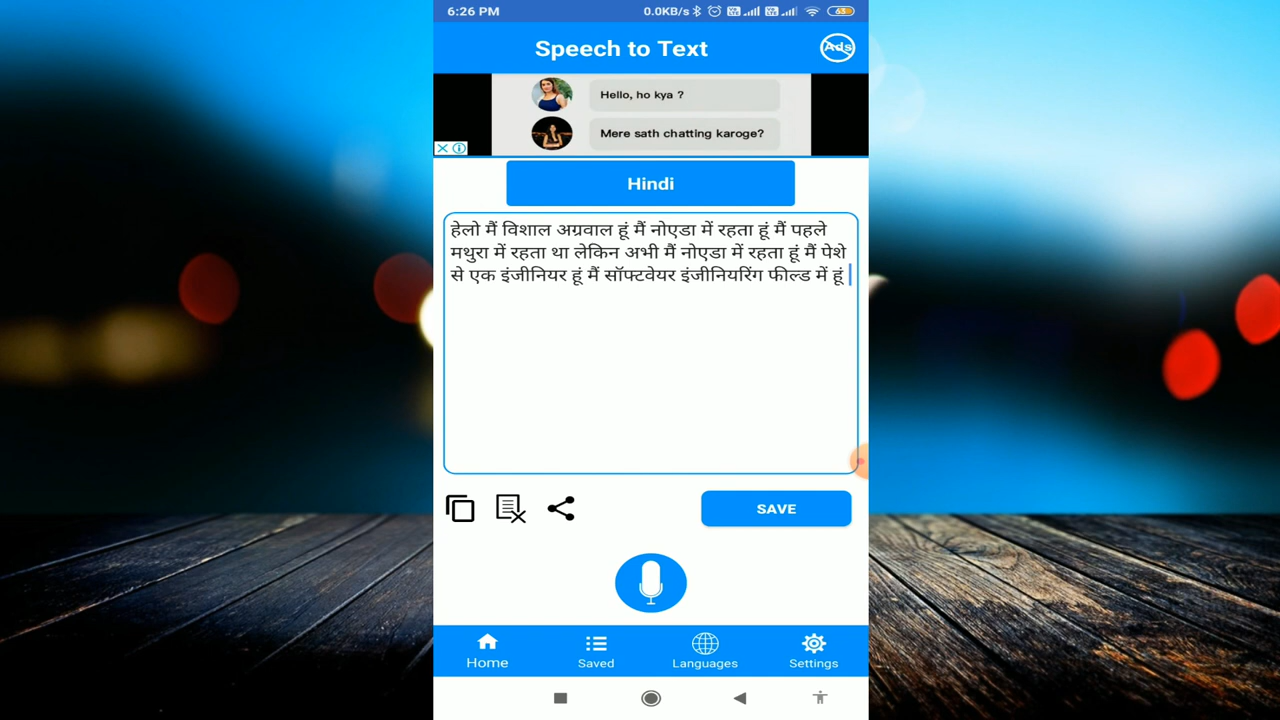 6:26 PM 0.0KB/s 63
Speech to Text Ads
Hello, ho kya ?
Mere sath chatting karoge?
Hindi
हेलो मैं विशाल अग्रवाल हूं मैं नोएडा में रहता हूं मैं पहले
मथुरा में रहता था लेकिन अभी मैं नोएडा में रहता हूं मैं पेशे
से एक इंजीनियर हूं मैं सॉफ्टवेयर इंजीनियरिंग फील्ड में हूं
SAVE
Home Saved Languages Settings